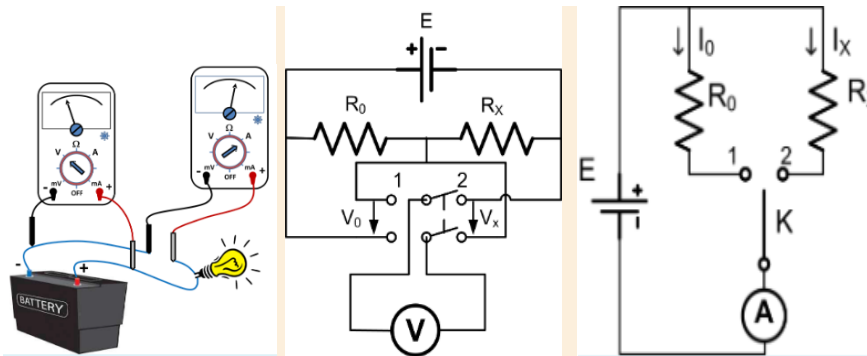 Ω
V A
mV mA
OFF
- +
Ω
V A
mV mA
OFF
- +
- +
BATTERY
E
+ -
R₀ Rₓ
1 2
V₀ Vₓ
V
I₀ Iₓ
R₀ R
1 2
E
+
K
A